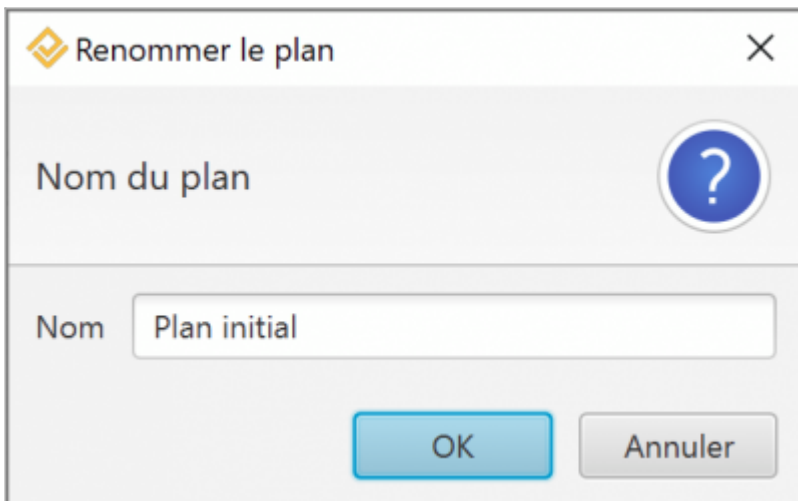 Renommer le plan
Nom du plan
?
Nom Plan initial
OK Annuler